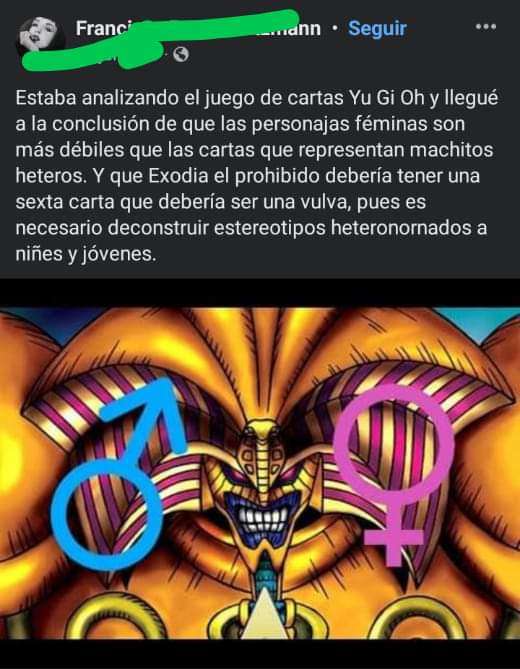 Franc
mann · Seguir
Estaba analizando el juego de cartas Yu Gi Oh y llegué
a la conclusión de que las personajas féminas son
más débiles que las cartas que representan machitos
heteros. Y que Exodia el prohibido debería tener una
sexta carta que debería ser una vulva, pues es
necesario deconstruir estereotipos heteronornados a
niñes y jóvenes.